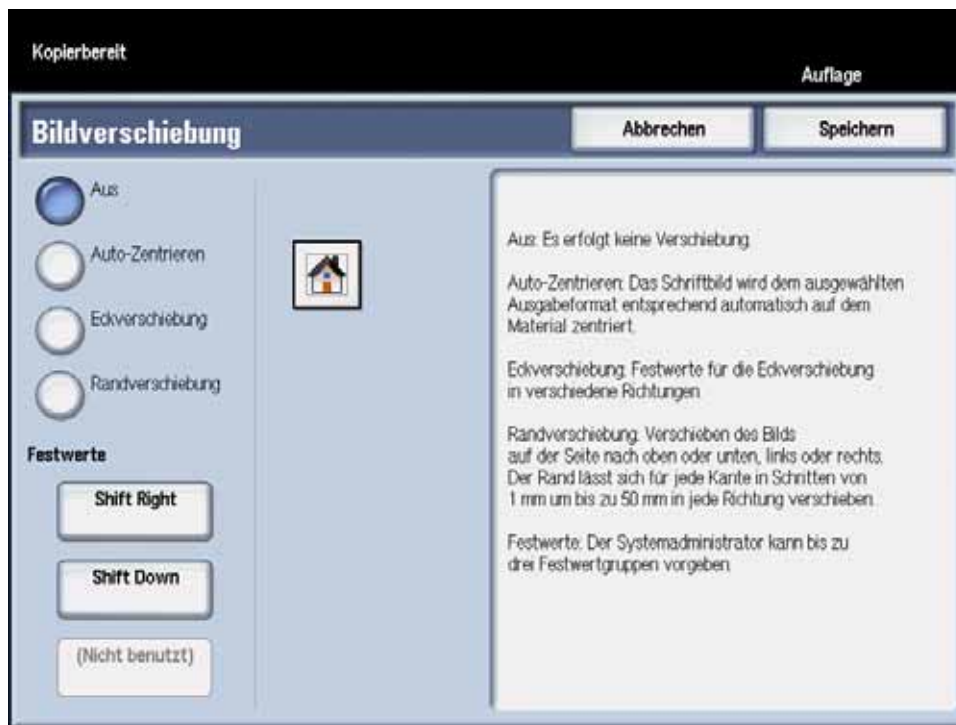 Kopierbereit
Auflage
Bildverschiebung
Abbrechen
Speichern
Aus
Auto-Zentrieren
Eckverschiebung
Randverschiebung
Festwerte
Shift Right
Shift Down
(Nicht benutzt)
Aus: Es erfolgt keine Verschiebung.
Auto-Zentrieren: Das Schriftbild wird dem ausgewählten
Ausgabeformat entsprechend automatisch auf dem
Material zentriert.
Eckverschiebung: Festwerte für die Eckverschiebung
in verschiedene Richtungen
Randverschiebung: Verschieben des Bilds
auf der Seite nach oben oder unten, links oder rechts.
Der Rand lässt sich für jede Kante in Schritten von
1 mm um bis zu 50 mm in jede Richtung verschieben.
Festwerte: Der Systemadministrator kann bis zu
drei Festwertgruppen vorgeben.